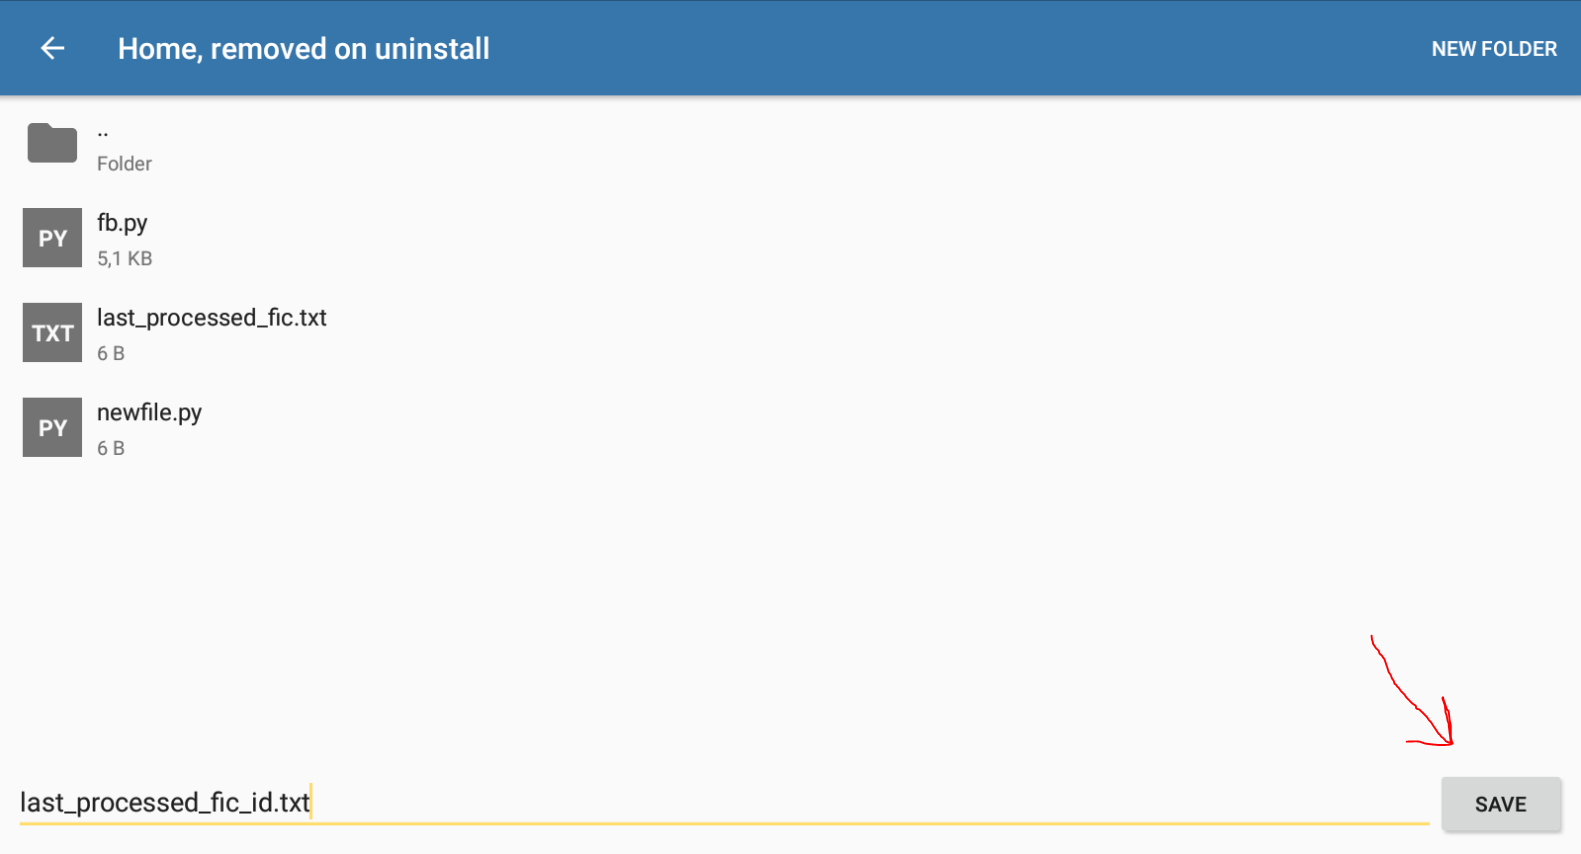 Home, removed on uninstall
NEW FOLDER
..
Folder
PY
fb.py
5,1 KB
TXT
last_processed_fic.txt
6 B
PY
newfile.py
6 B
last_processed_fic_id.txt
SAVE